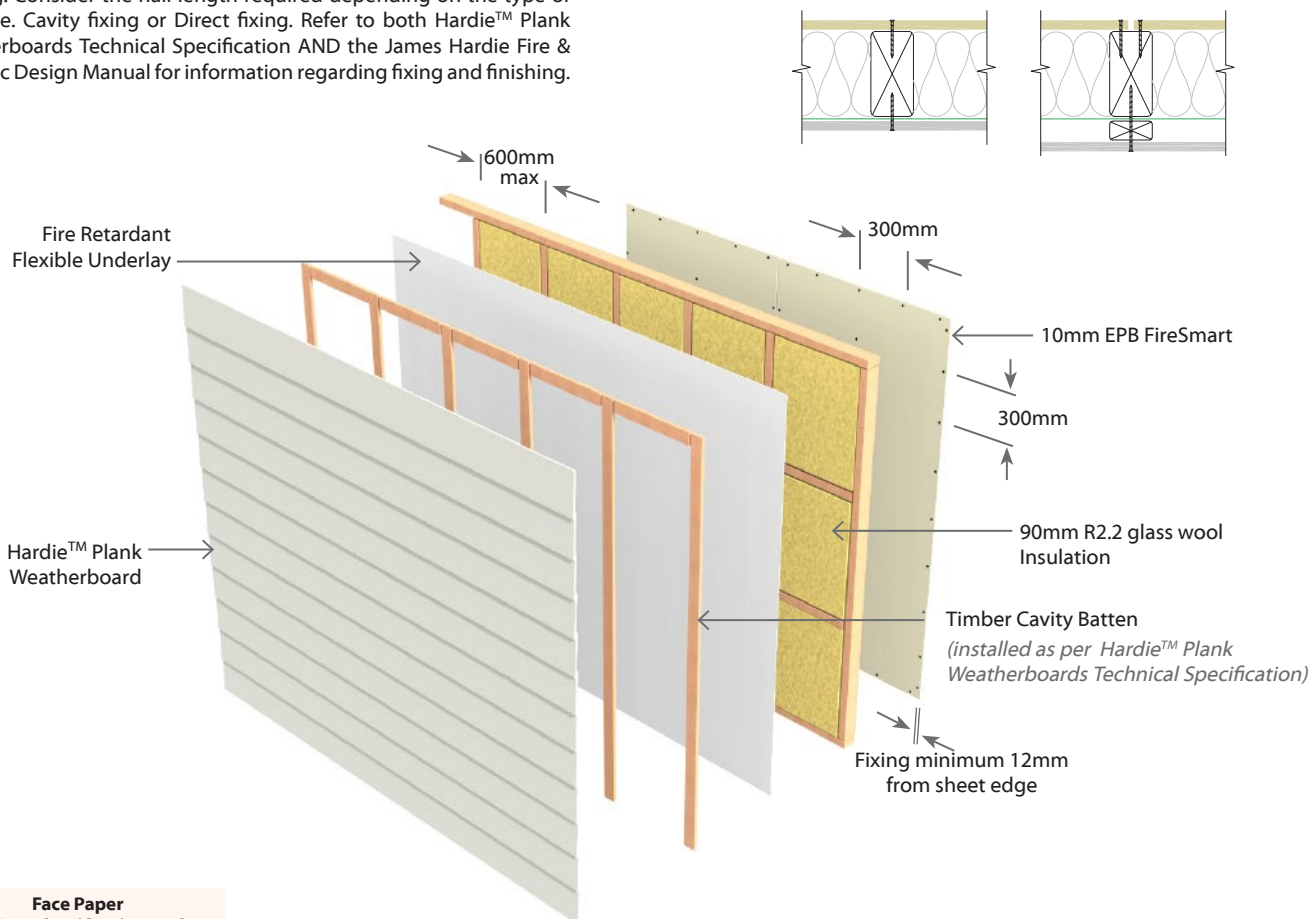 Consider the nail length required depending on the type of
Cavity fixing or Direct fixing. Refer to both Hardie™ Plank
Technical Specification AND the James Hardie Fire &
Design Manual for information regarding fixing and finishing.
600mm
max
Fire Retardant
Flexible Underlay
300mm
10mm EPB FireSmart
300mm
90mm R2.2 glass wool
Insulation
Hardie™ Plank
Weatherboard
Timber Cavity Batten
(installed as per Hardie™ Plank
Weatherboards Technical Specification)
Fixing minimum 12mm
from sheet edge
Face Paper